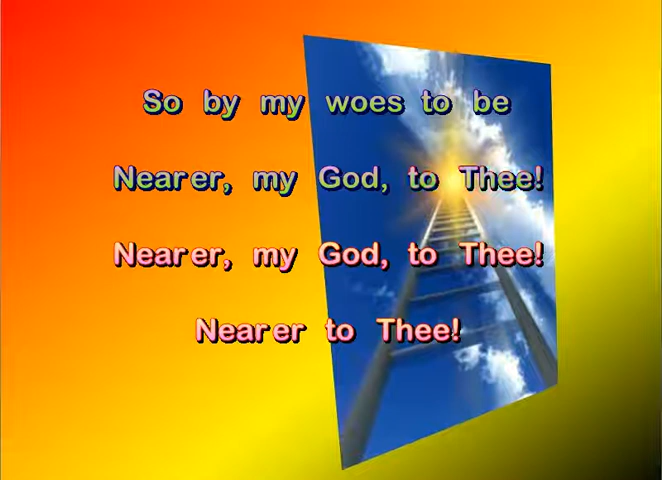 So by my woes to be
Nearer, my God, to Thee!
Nearer, my God, to Thee!
Nearer to Thee!